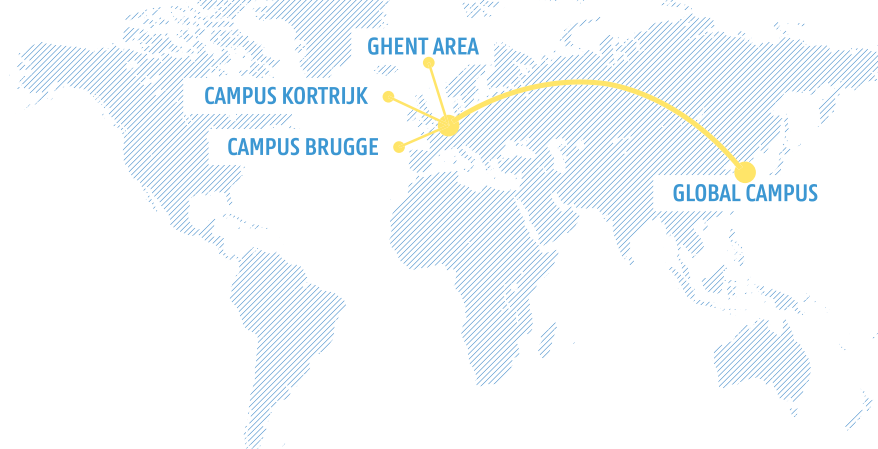 GHENT AREA
CAMPUS KORTRIJK
CAMPUS BRUGGE
GLOBAL CAMPUS